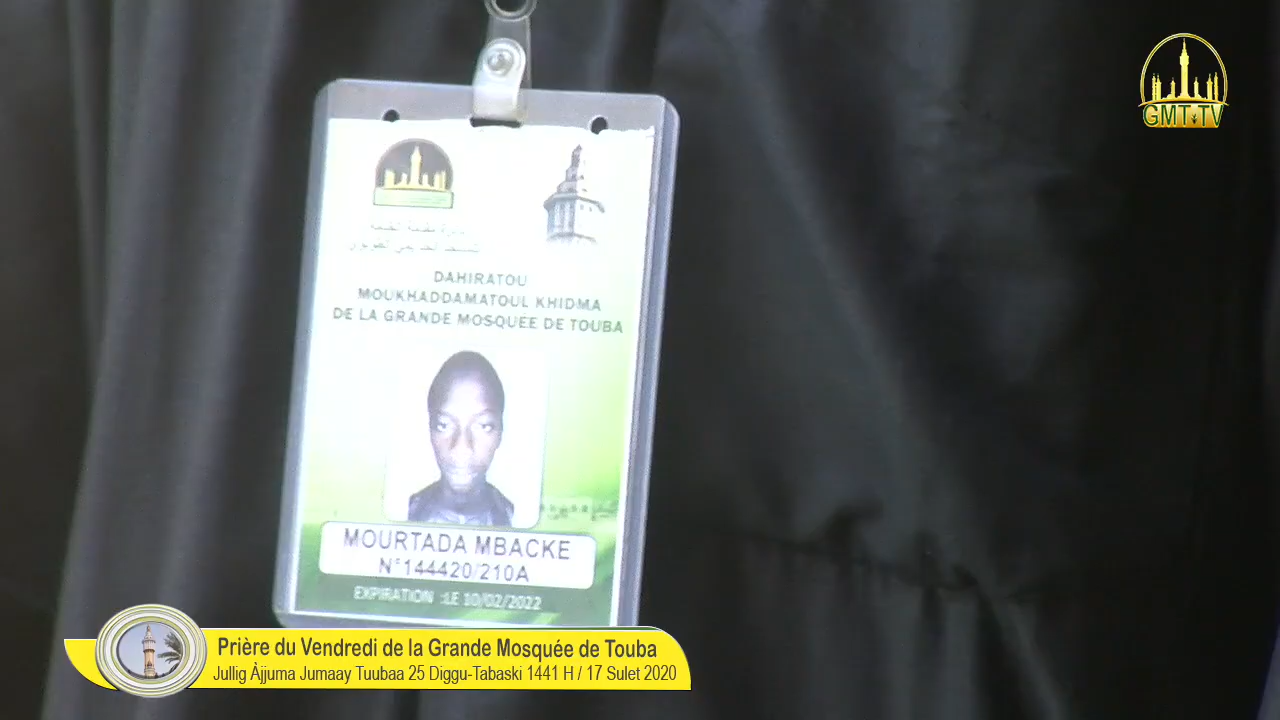 GMT TV
DAHIRATOU
MOUKHADDAMATOUL KHIDMA
DE LA GRANDE MOSQUEE DE TOUBA
MOURTADA MBACKE
N°144420/210A
EXPIRATION :LE 10/02/2022
Prière du Vendredi de la Grande Mosquée de Touba
Jullig Àjjuma Jumaay Tuubaa 25 Diggu-Tabaski 1441 H / 17 Sulet 2020